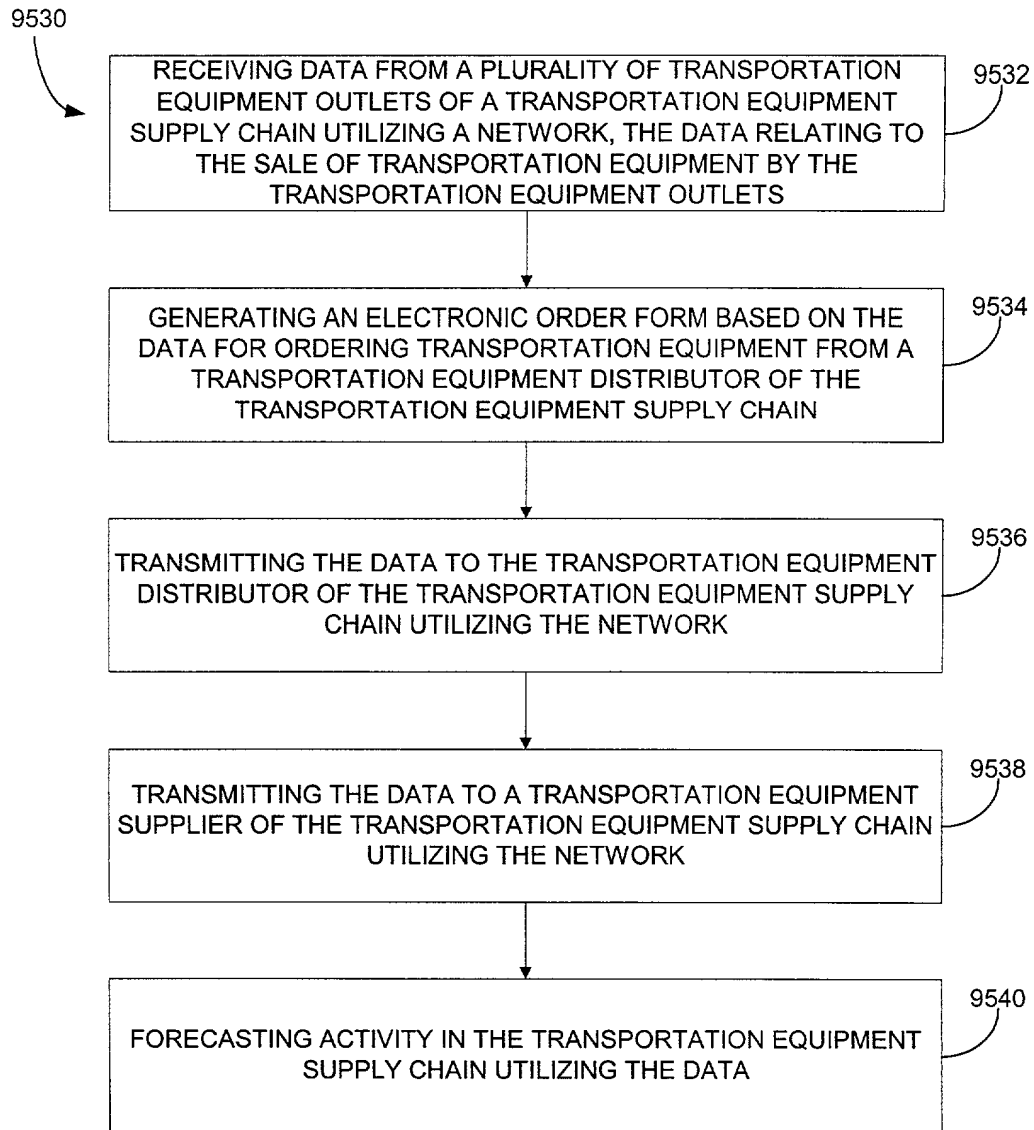 9530
RECEIVING DATA FROM A PLURALITY OF TRANSPORTATION
EQUIPMENT OUTLETS OF A TRANSPORTATION EQUIPMENT
SUPPLY CHAIN UTILIZING A NETWORK, THE DATA RELATING TO
THE SALE OF TRANSPORTATION EQUIPMENT BY THE
TRANSPORTATION EQUIPMENT OUTLETS
9532
GENERATING AN ELECTRONIC ORDER FORM BASED ON THE
DATA FOR ORDERING TRANSPORTATION EQUIPMENT FROM A
TRANSPORTATION EQUIPMENT DISTRIBUTOR OF THE
TRANSPORTATION EQUIPMENT SUPPLY CHAIN
9534
TRANSMITTING THE DATA TO THE TRANSPORTATION EQUIPMENT
DISTRIBUTOR OF THE TRANSPORTATION EQUIPMENT SUPPLY
CHAIN UTILIZING THE NETWORK
9536
TRANSMITTING THE DATA TO A TRANSPORTATION EQUIPMENT
SUPPLIER OF THE TRANSPORTATION EQUIPMENT SUPPLY CHAIN
UTILIZING THE NETWORK
9538
FORECASTING ACTIVITY IN THE TRANSPORTATION EQUIPMENT
SUPPLY CHAIN UTILIZING THE DATA
9540